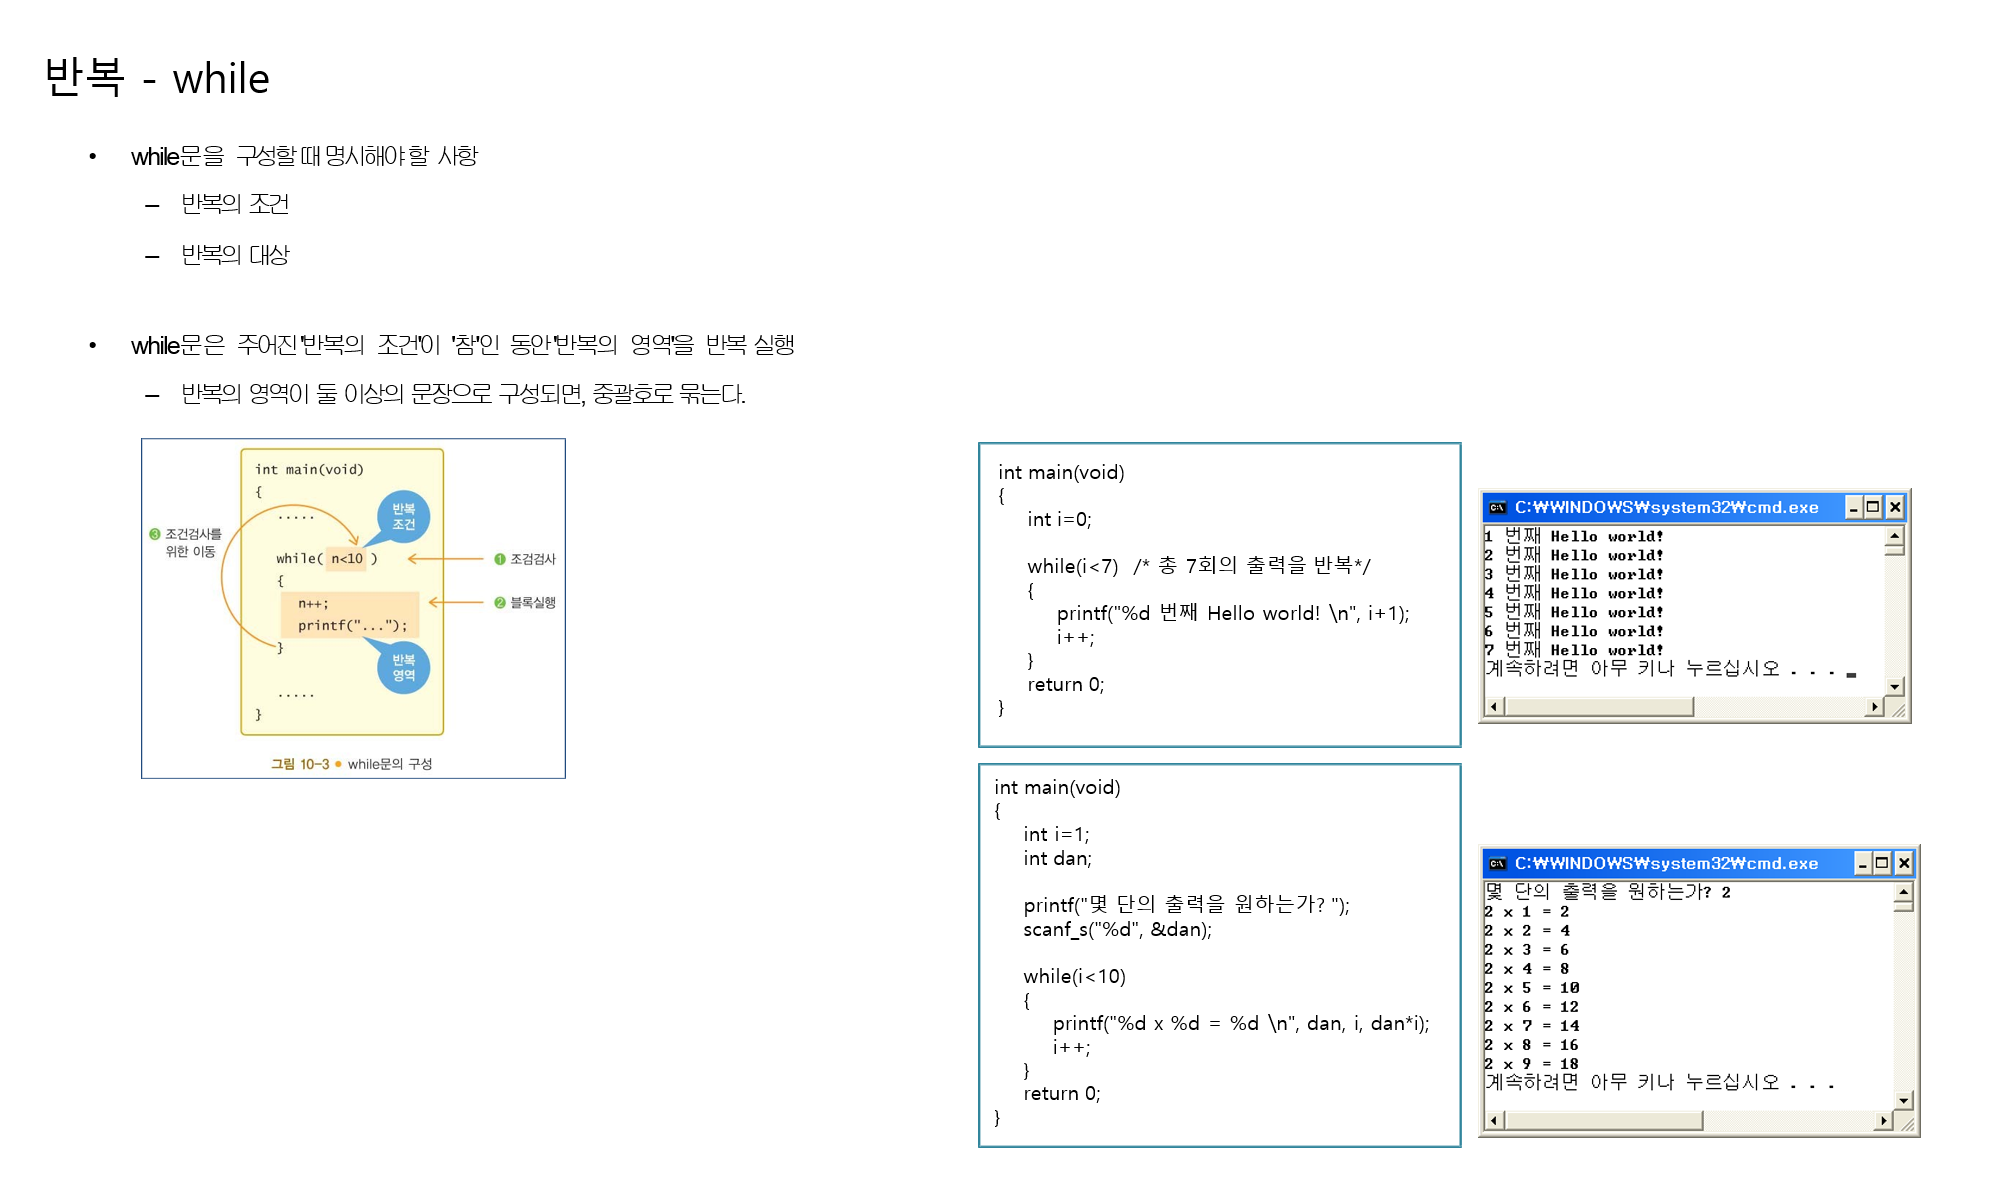 반복 - while
• while문을 구성할 때 명시해야 할 사항
– 반복의 조건
– 반복의 대상
• while문은 주어진 '반복의 조건'이 '참'인 동안 '반복의 영역'을 반복 실행
– 반복의 영역이 둘 이상의 문장으로 구성되면, 중괄호로 묶는다.
int main(void)
{
.....
반복
조건
③ 조건검사를
위한 이동
while( n<10 )
① 조검검사
{
n++;
② 블록실행
printf("...");
}
반복
영역
.....
}
그림 10-3 • while문의 구성
int main(void)
{
int i=0;
while(i<7) /* 총 7회의 출력을 반복*/
{
printf("%d 번째 Hello world! \n", i+1);
i++;
}
return 0;
}
C:₩WINDOWS₩system32₩cmd.exe
1 번째 Hello world!
2 번째 Hello world!
3 번째 Hello world!
4 번째 Hello world!
5 번째 Hello world!
6 번째 Hello world!
7 번째 Hello world!
계속하려면 아무 키나 누르십시오 . . .
int main(void)
{
int i=1;
int dan;
printf("몇 단의 출력을 원하는가? ");
scanf_s("%d", &dan);
while(i<10)
{
printf("%d x %d = %d \n", dan, i, dan*i);
i++;
}
return 0;
}
C:₩WINDOWS₩system32₩cmd.exe
몇 단의 출력을 원하는가? 2
2 x 1 = 2
2 x 2 = 4
2 x 3 = 6
2 x 4 = 8
2 x 5 = 10
2 x 6 = 12
2 x 7 = 14
2 x 8 = 16
2 x 9 = 18
계속하려면 아무 키나 누르십시오 . . .